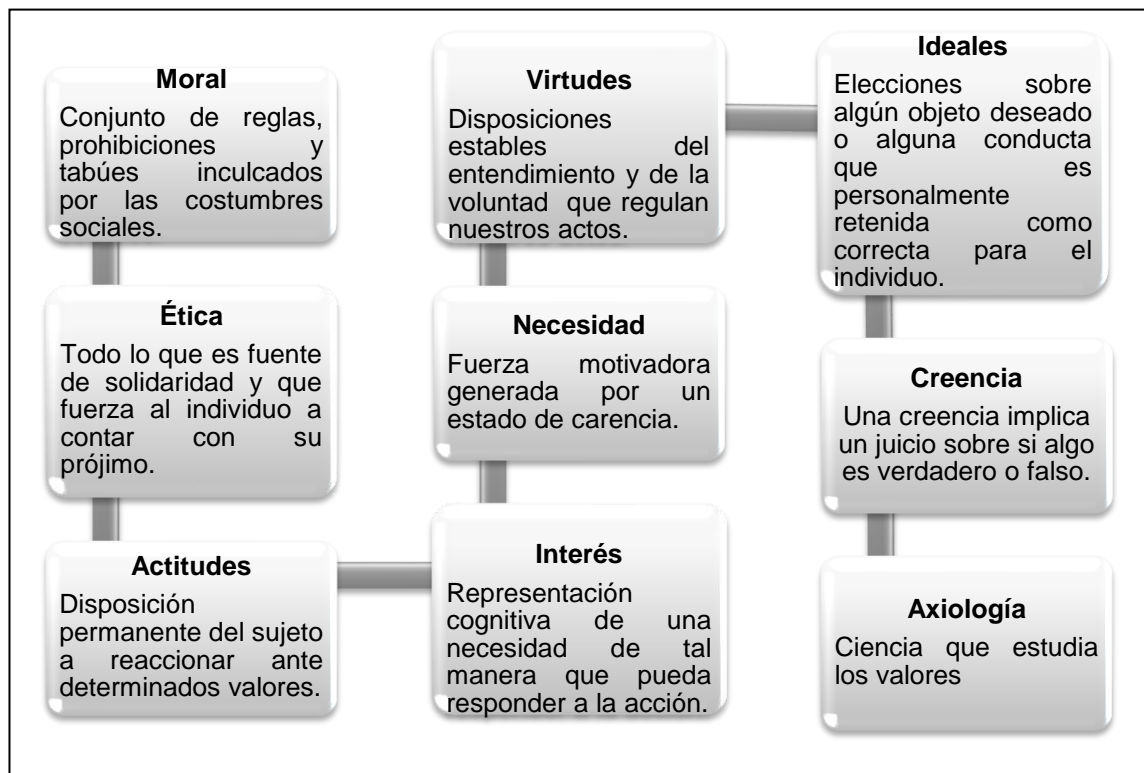 Moral
Conjunto de reglas,
prohibiciones y
tabúes inculcados
por las costumbres
sociales.
Ética
Todo lo que es fuente
de solidaridad y que
fuerza al individuo a
contar con su
prójimo.
Actitudes
Disposición
permanente del sujeto
a reaccionar ante
determinados valores.
Interés
Representación
cognitiva de una
necesidad de tal
manera que pueda
responder a la acción.
Necesidad
Fuerza motivadora
generada por un
estado de carencia.
Virtudes
Disposiciones
estables del
entendimiento y de la
voluntad que regulan
nuestros actos.
Ideales
Elecciones sobre
algún objeto deseado
o alguna conducta
que es
personalmente
retenida como
correcta para el
individuo.
Creencia
Una creencia implica
un juicio sobre si algo
es verdadero o falso.
Axiología
Ciencia que estudia
los valores